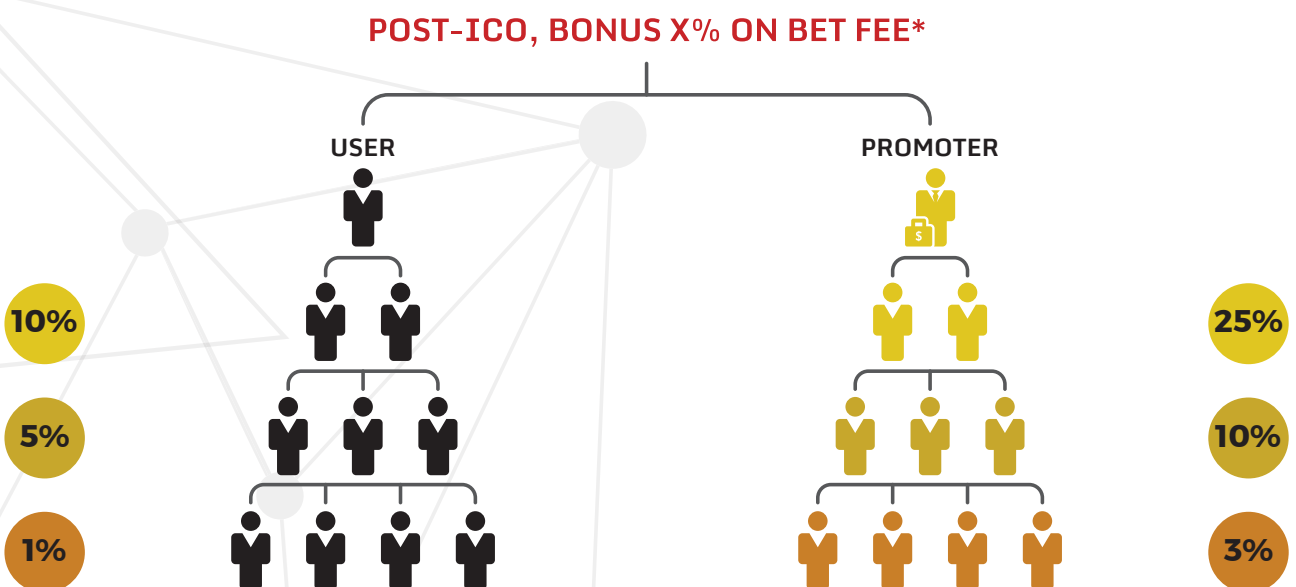 POST-ICO, BONUS X% ON BET FEE*
USER
PROMOTER
$
10%
25%
5%
10%
1%
3%